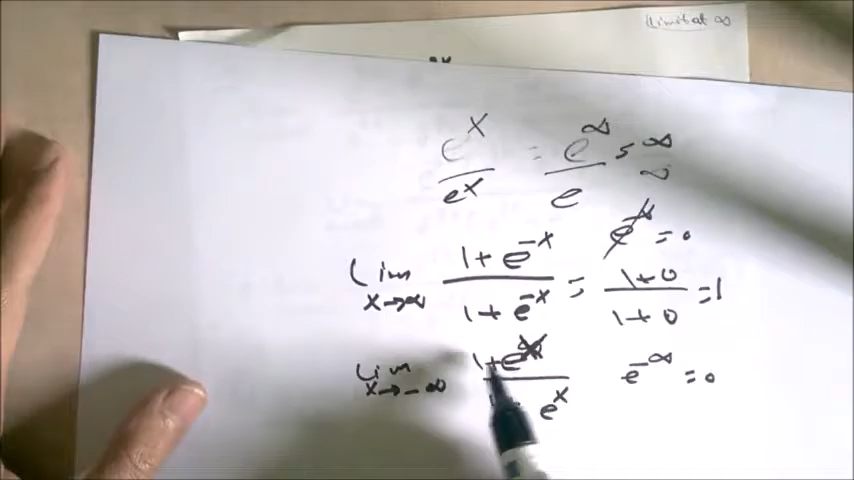 Limit at ∞
e^x / e^x = e^∞ / e = ∞ / ∞
e^-∞ = 0
Lim x→∞ (1 + e^-x) / (1 + e^-x) = (1 + 0) / (1 + 0) = 1
Lim x→-∞ 1 + e / e^x e^-∞ = 0